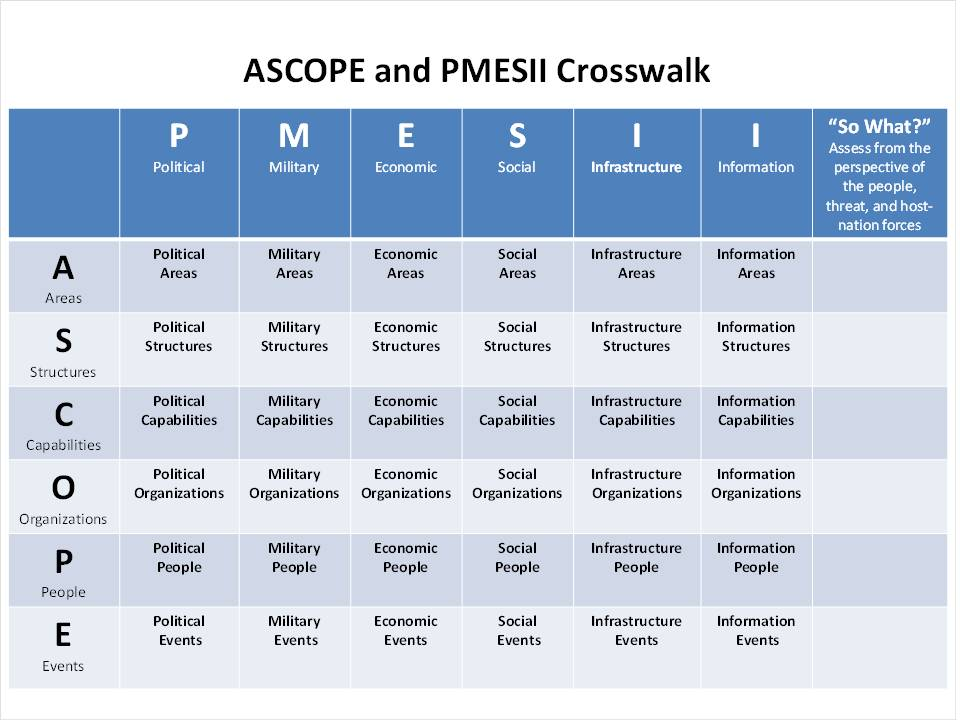 ASCOPE and PMESII Crosswalk
P
Political
M
Military
E
Economic
S
Social
I
Infrastructure
I
Information
“So What?”
Assess from the
perspective of
the people,
threat, and host-
nation forces
A
Areas
Political
Areas
Military
Areas
Economic
Areas
Social
Areas
Infrastructure
Areas
Information
Areas
S
Structures
Political
Structures
Military
Structures
Economic
Structures
Social
Structures
Infrastructure
Structures
Information
Structures
C
Capabilities
Political
Capabilities
Military
Capabilities
Economic
Capabilities
Social
Capabilities
Infrastructure
Capabilities
Information
Capabilities
O
Organizations
Political
Organizations
Military
Organizations
Economic
Organizations
Social
Organizations
Infrastructure
Organizations
Information
Organizations
P
People
Political
People
Military
People
Economic
People
Social
People
Infrastructure
People
Information
People
E
Events
Political
Events
Military
Events
Economic
Events
Social
Events
Infrastructure
Events
Information
Events